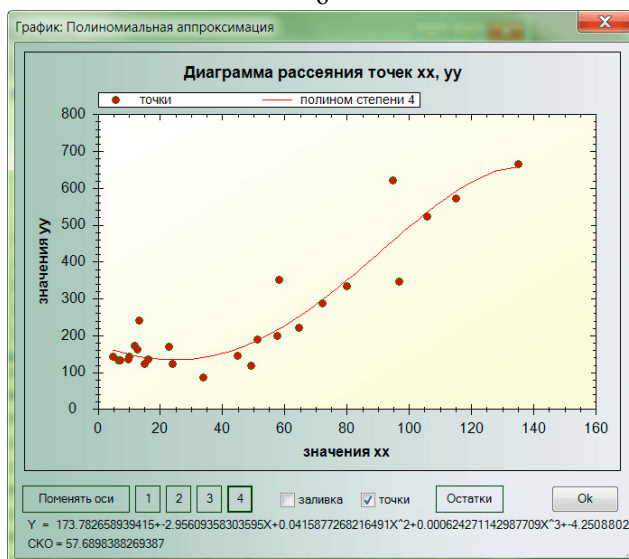 График: Полиномиальная аппроксимация
Диаграмма рассеяния точек xx, yy
точки полином степени 4
800
700
600
500
400
300
200
100
0
значения yy
0 20 40 60 80 100 120 140 160
значения xx
Поменять оси 1 2 3 4 заливка точки Остатки Ok
Y = 173.782658939415+-2.95609358303595X+0.0415877268216491X^2+0.000624271142987709X^3+-4.2508802
СКО = 57.6898388269387